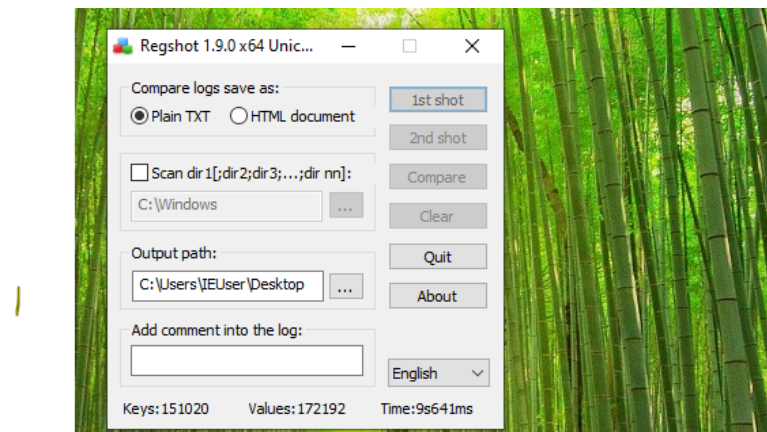 Regshot 1.9.0 x64 Unic...
Compare logs save as:
Plain TXT
HTML document
1st shot
2nd shot
Scan dir1[;dir2;dir3;...;dir nn]:
Compare
C:\Windows
...
Clear
Output path:
Quit
C:\Users\IEUser\Desktop
...
About
Add comment into the log:
English
Keys:151020 Values:172192 Time:9s641ms